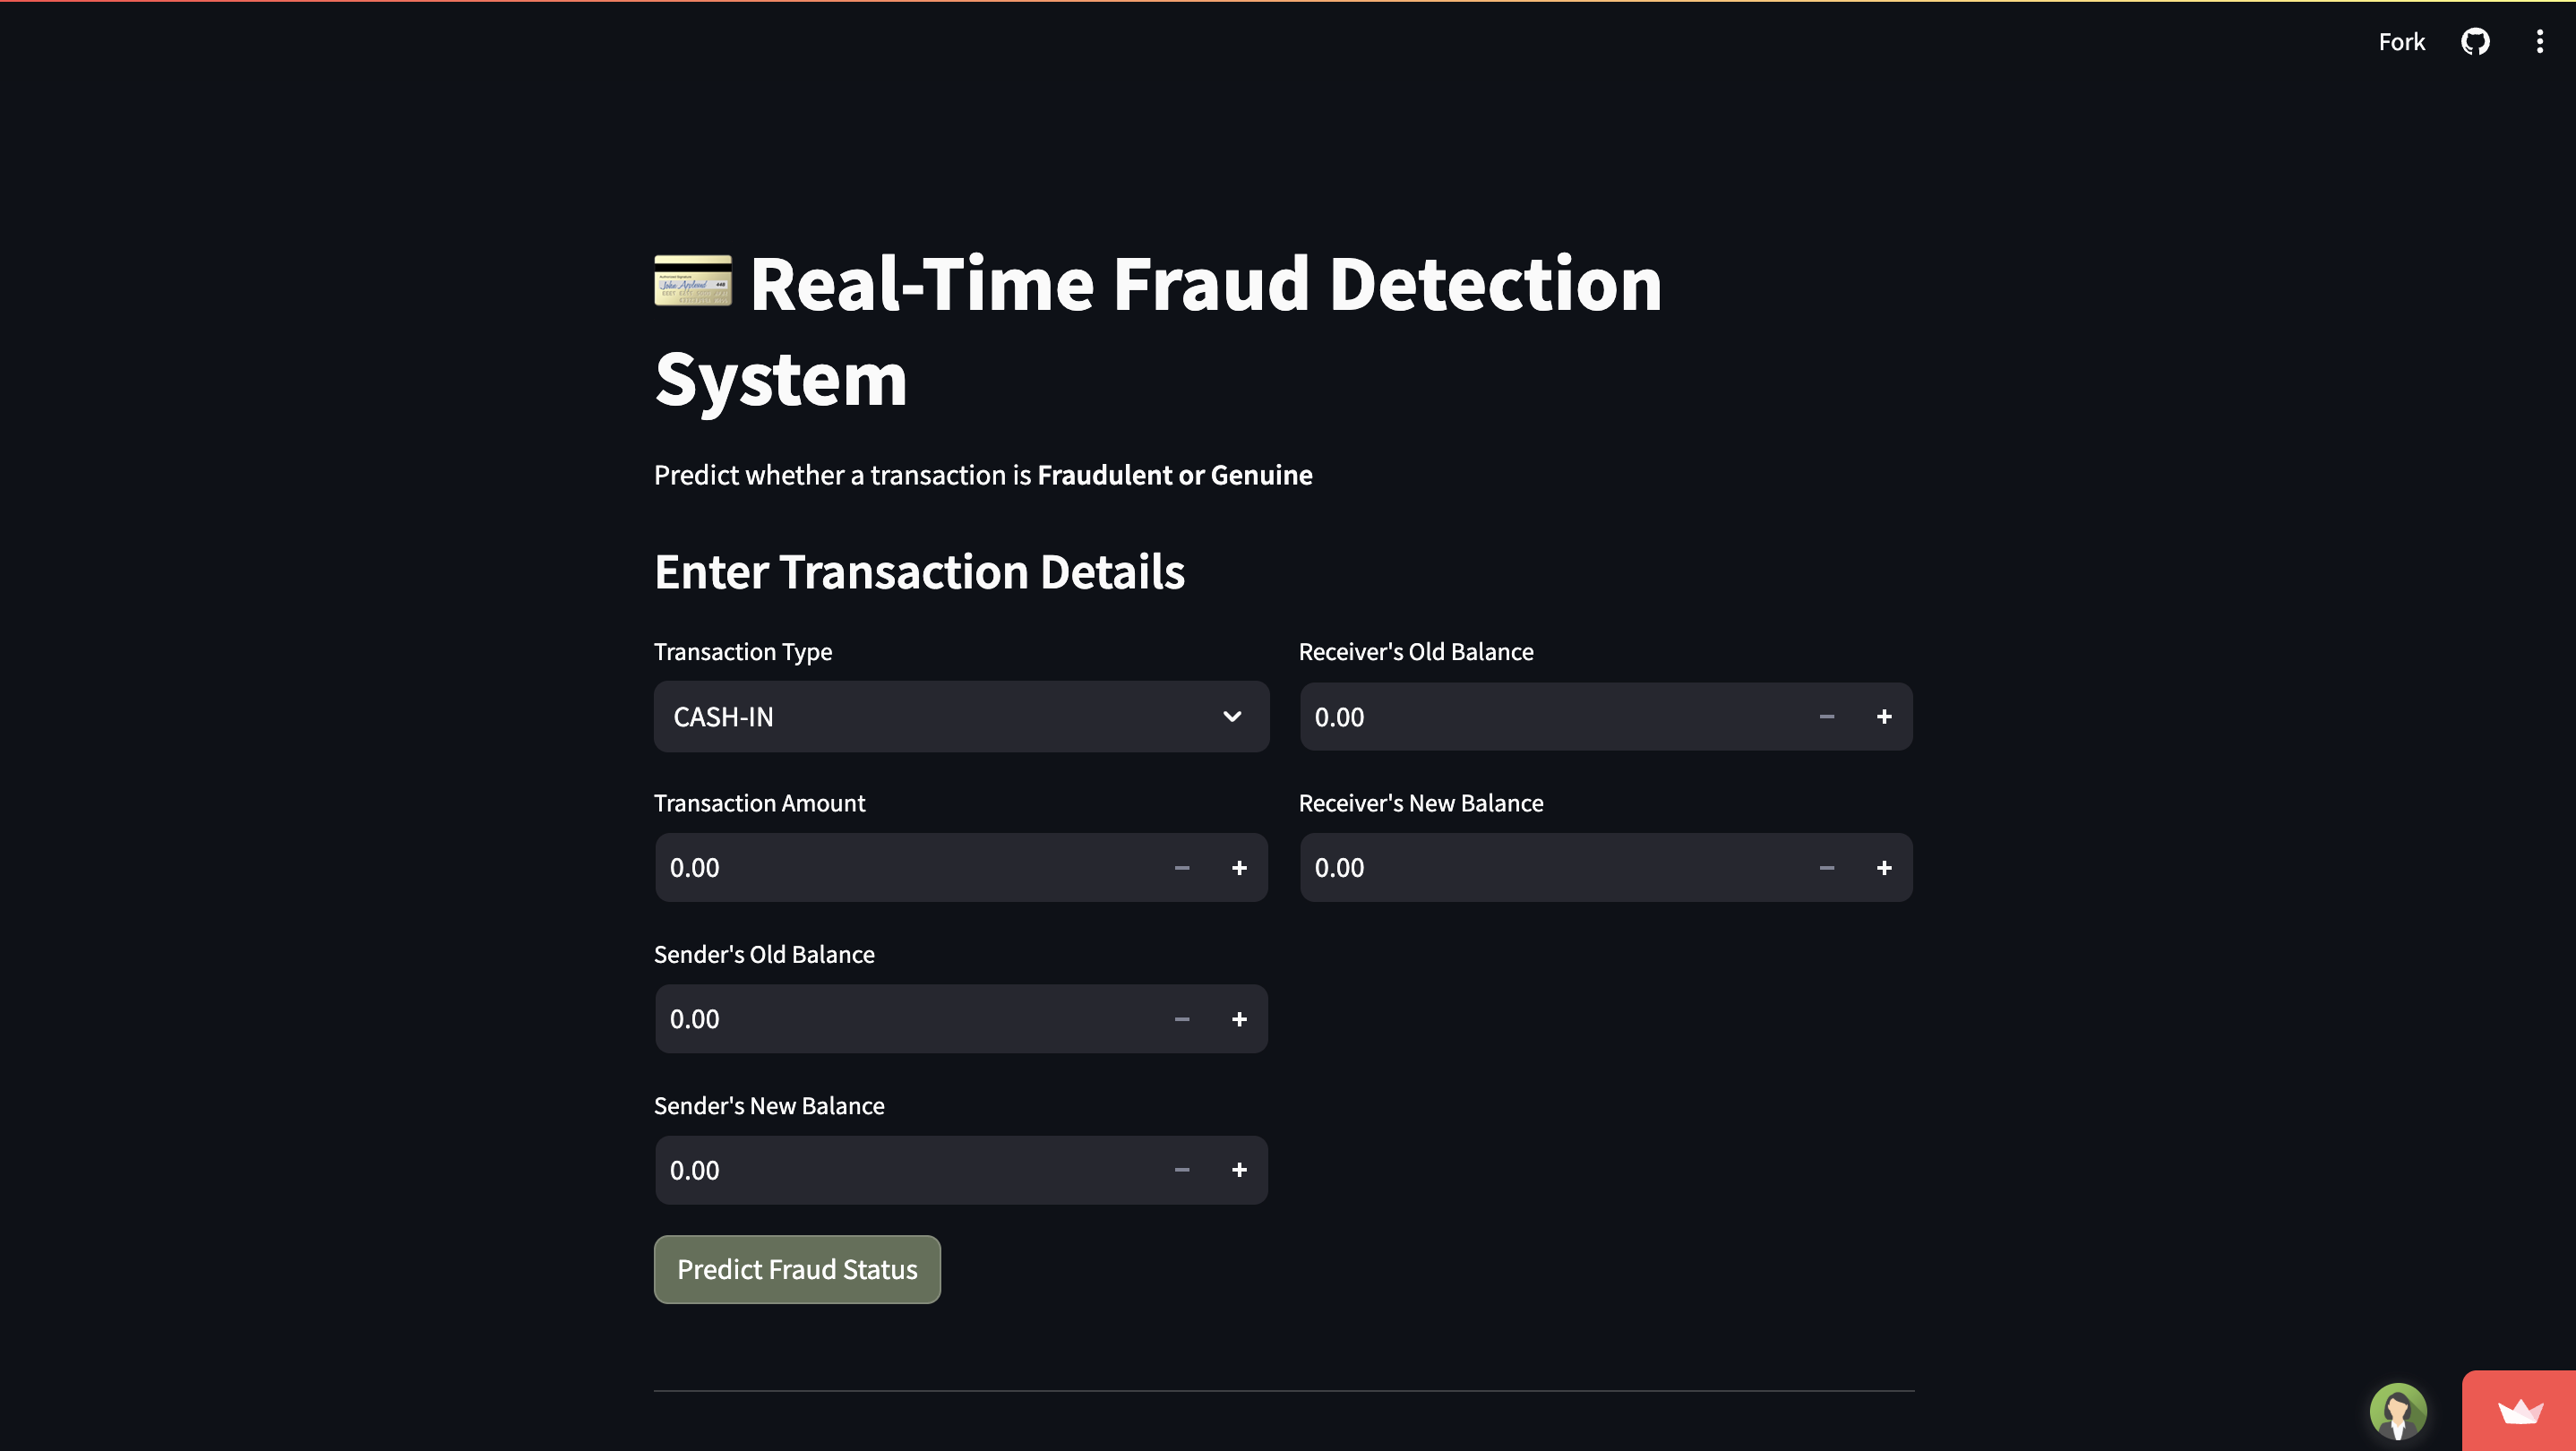 Fork
Real-Time Fraud Detection
System
Predict whether a transaction is Fraudulent or Genuine
Enter Transaction Details
Transaction Type
CASH-IN
Transaction Amount
0.00
Sender's Old Balance
0.00
Sender's New Balance
0.00
Receiver's Old Balance
0.00
Receiver's New Balance
0.00
Predict Fraud Status